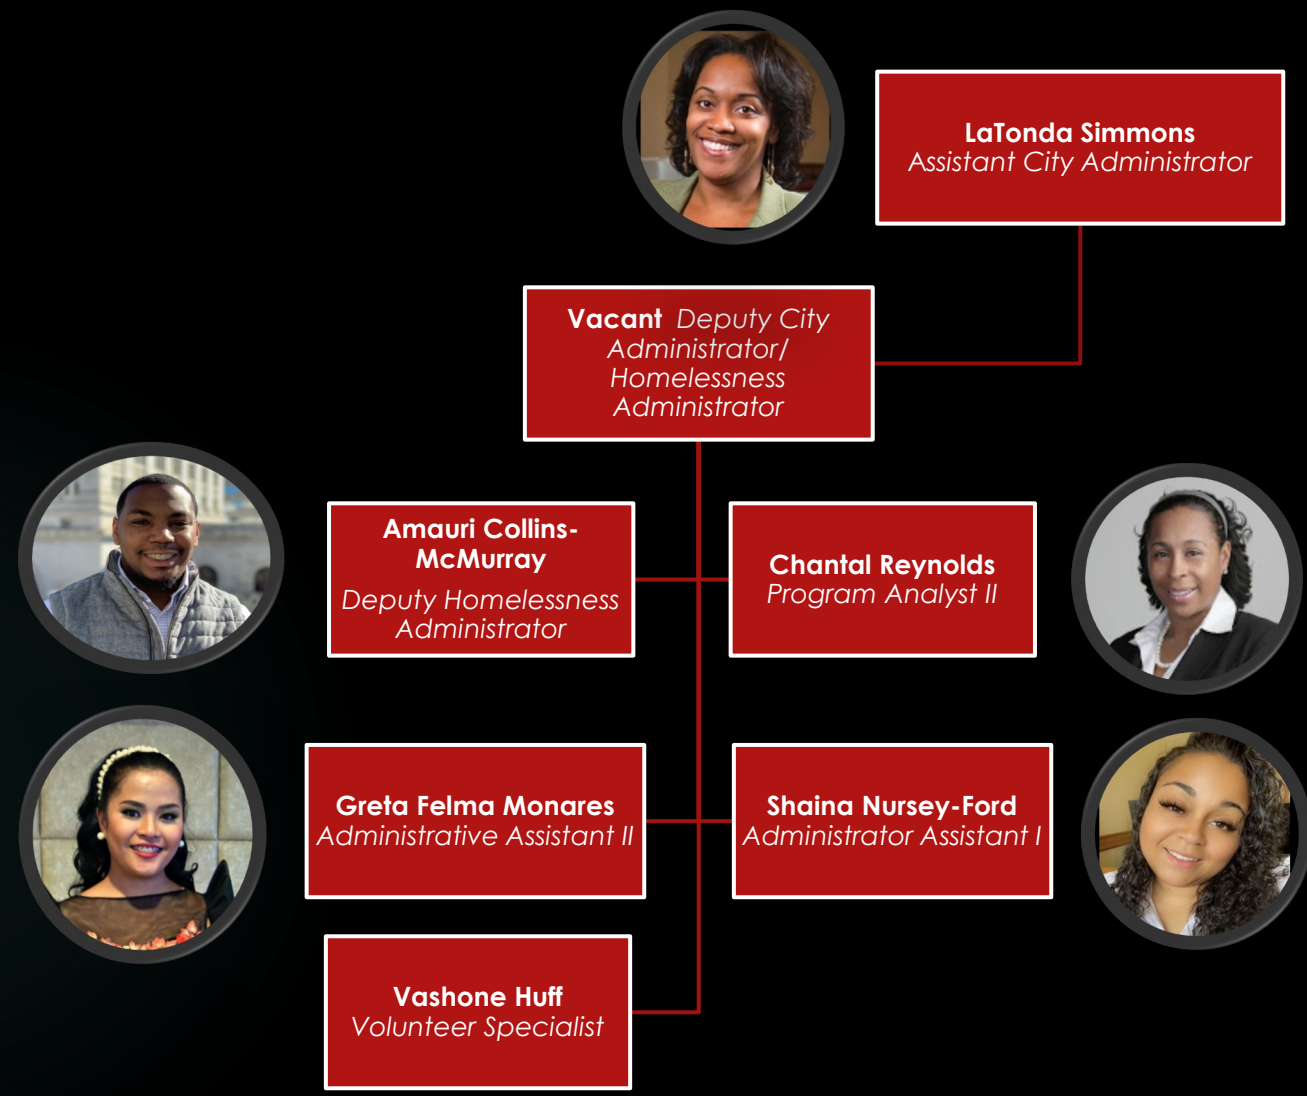 LaTonda Simmons
Assistant City Administrator
Vacant Deputy City
Administrator/
Homelessness
Administrator
Amauri Collins-
McMurray
Deputy Homelessness
Administrator
Chantal Reynolds
Program Analyst II
Greta Felma Monares
Administrative Assistant II
Shaina Nursey-Ford
Administrator Assistant I
Vashone Huff
Volunteer Specialist